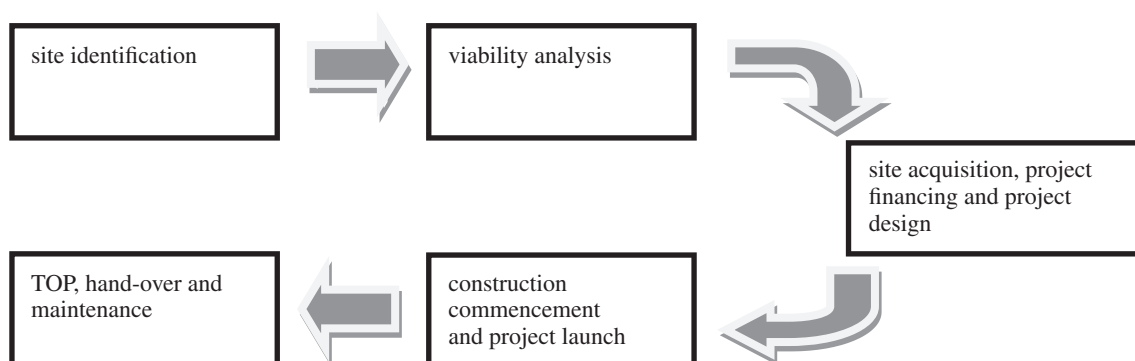 site identification
viability analysis
site acquisition, project
financing and project
design
construction
commencement
and project launch
TOP, hand-over and
maintenance